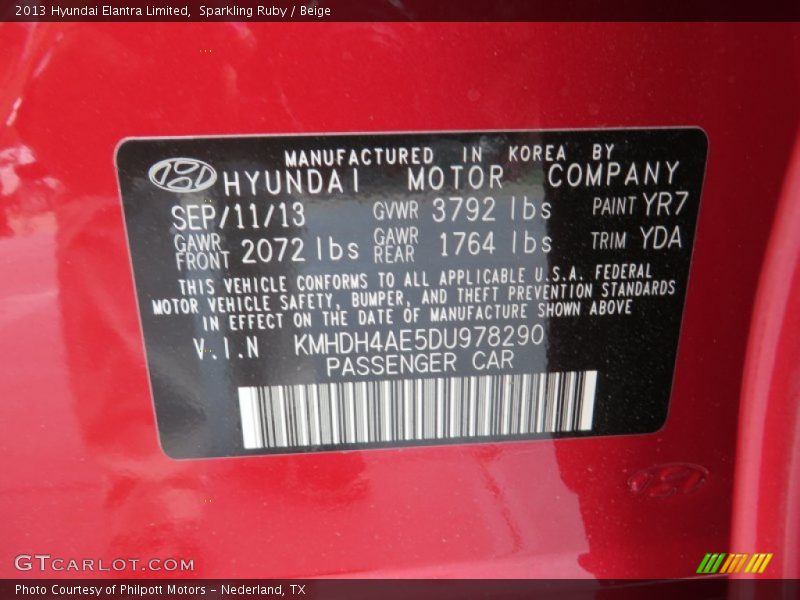 2013 Hyundai Elantra Limited, Sparkling Ruby / Beige
MANUFACTURED IN KOREA BY
HYUNDAI MOTOR COMPANY
SEP/11/13 GVWR 3792 lbs PAINT YR7
GAWR FRONT 2072 lbs GAWR REAR 1764 lbs TRIM YDA
THIS VEHICLE CONFORMS TO ALL APPLICABLE U.S.A. FEDERAL
MOTOR VEHICLE SAFETY, BUMPER, AND THEFT PREVENTION STANDARDS
IN EFFECT ON THE DATE OF MANUFACTURE SHOWN ABOVE
V.I.N KMHDH4AE5DU978290
PASSENGER CAR
GTCARLOT.COM
Photo Courtesy of Philpott Motors - Nederland, TX